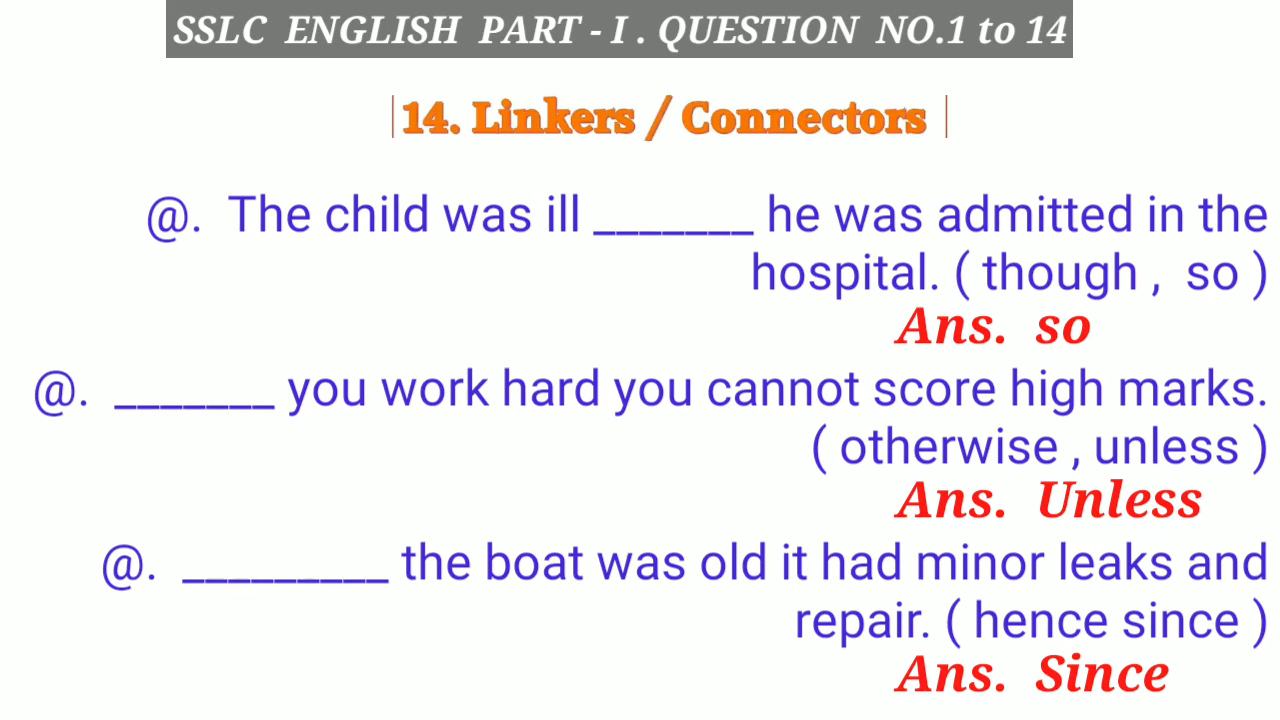 SSLC ENGLISH PART - I . QUESTION NO.1 to 14
14. Linkers / Connectors
@. The child was ill _______ he was admitted in the
hospital. ( though , so )
Ans. so
@. _______ you work hard you cannot score high marks.
( otherwise , unless )
Ans. Unless
@. _________ the boat was old it had minor leaks and
repair. ( hence since )
Ans. Since